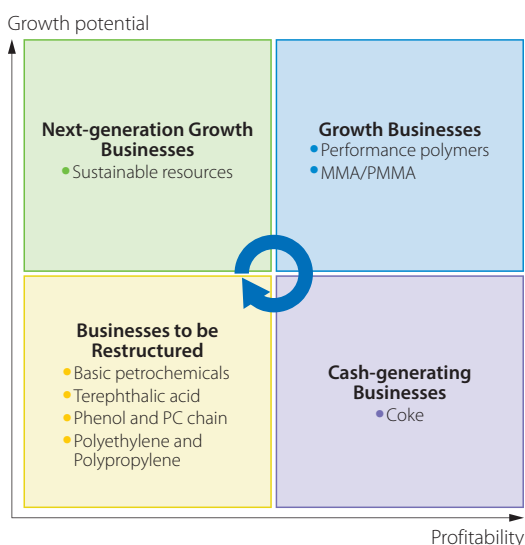 Growth potential
Next-generation Growth
Businesses
• Sustainable resources
Growth Businesses
• Performance polymers
• MMA/PMMA
Businesses to be
Restructured
• Basic petrochemicals
• Terephthalic acid
• Phenol and PC chain
• Polyethylene and
Polypropylene
Cash-generating
Businesses
• Coke
Profitability